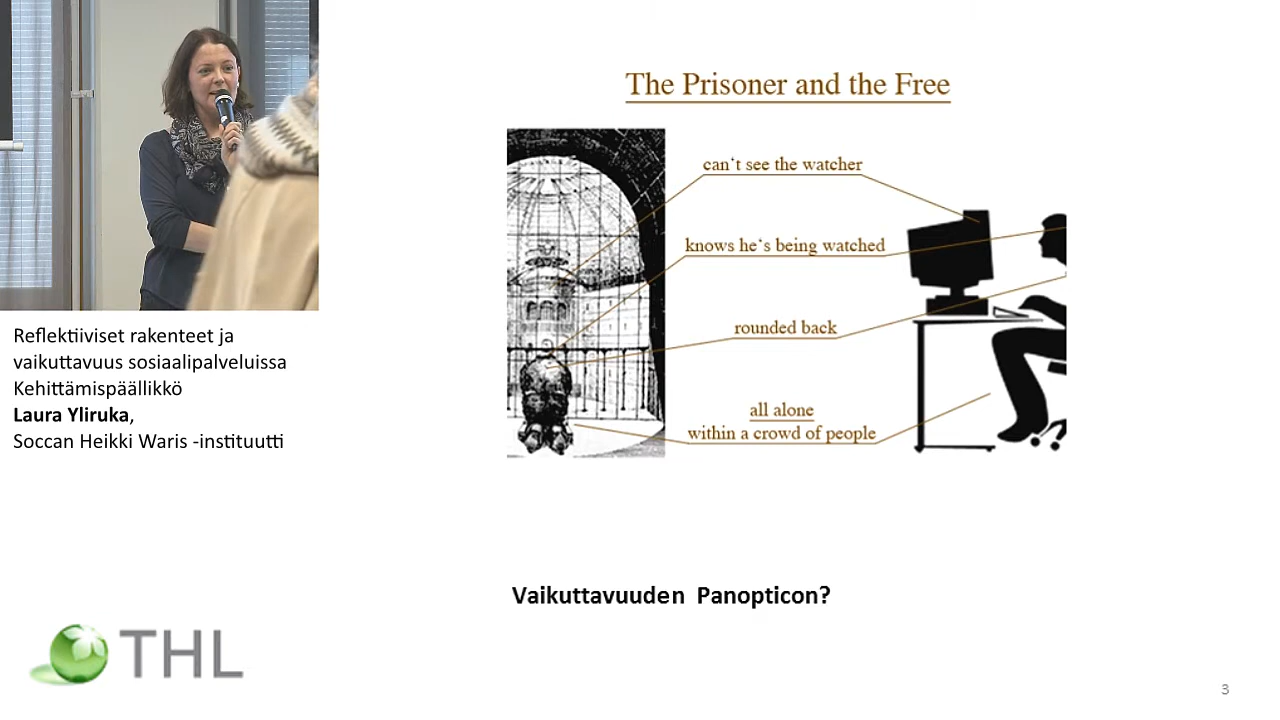 Reflektiiviset rakenteet ja
vaikuttavuus sosiaalipalveluissa
Kehittämispäällikkö
Laura Yliruka,
Soccan Heikki Waris -instituutti
THL
The Prisoner and the Free
can't see the watcher
knows he's being watched
rounded back
all alone
within a crowd of people
Vaikuttavuuden Panopticon?
3